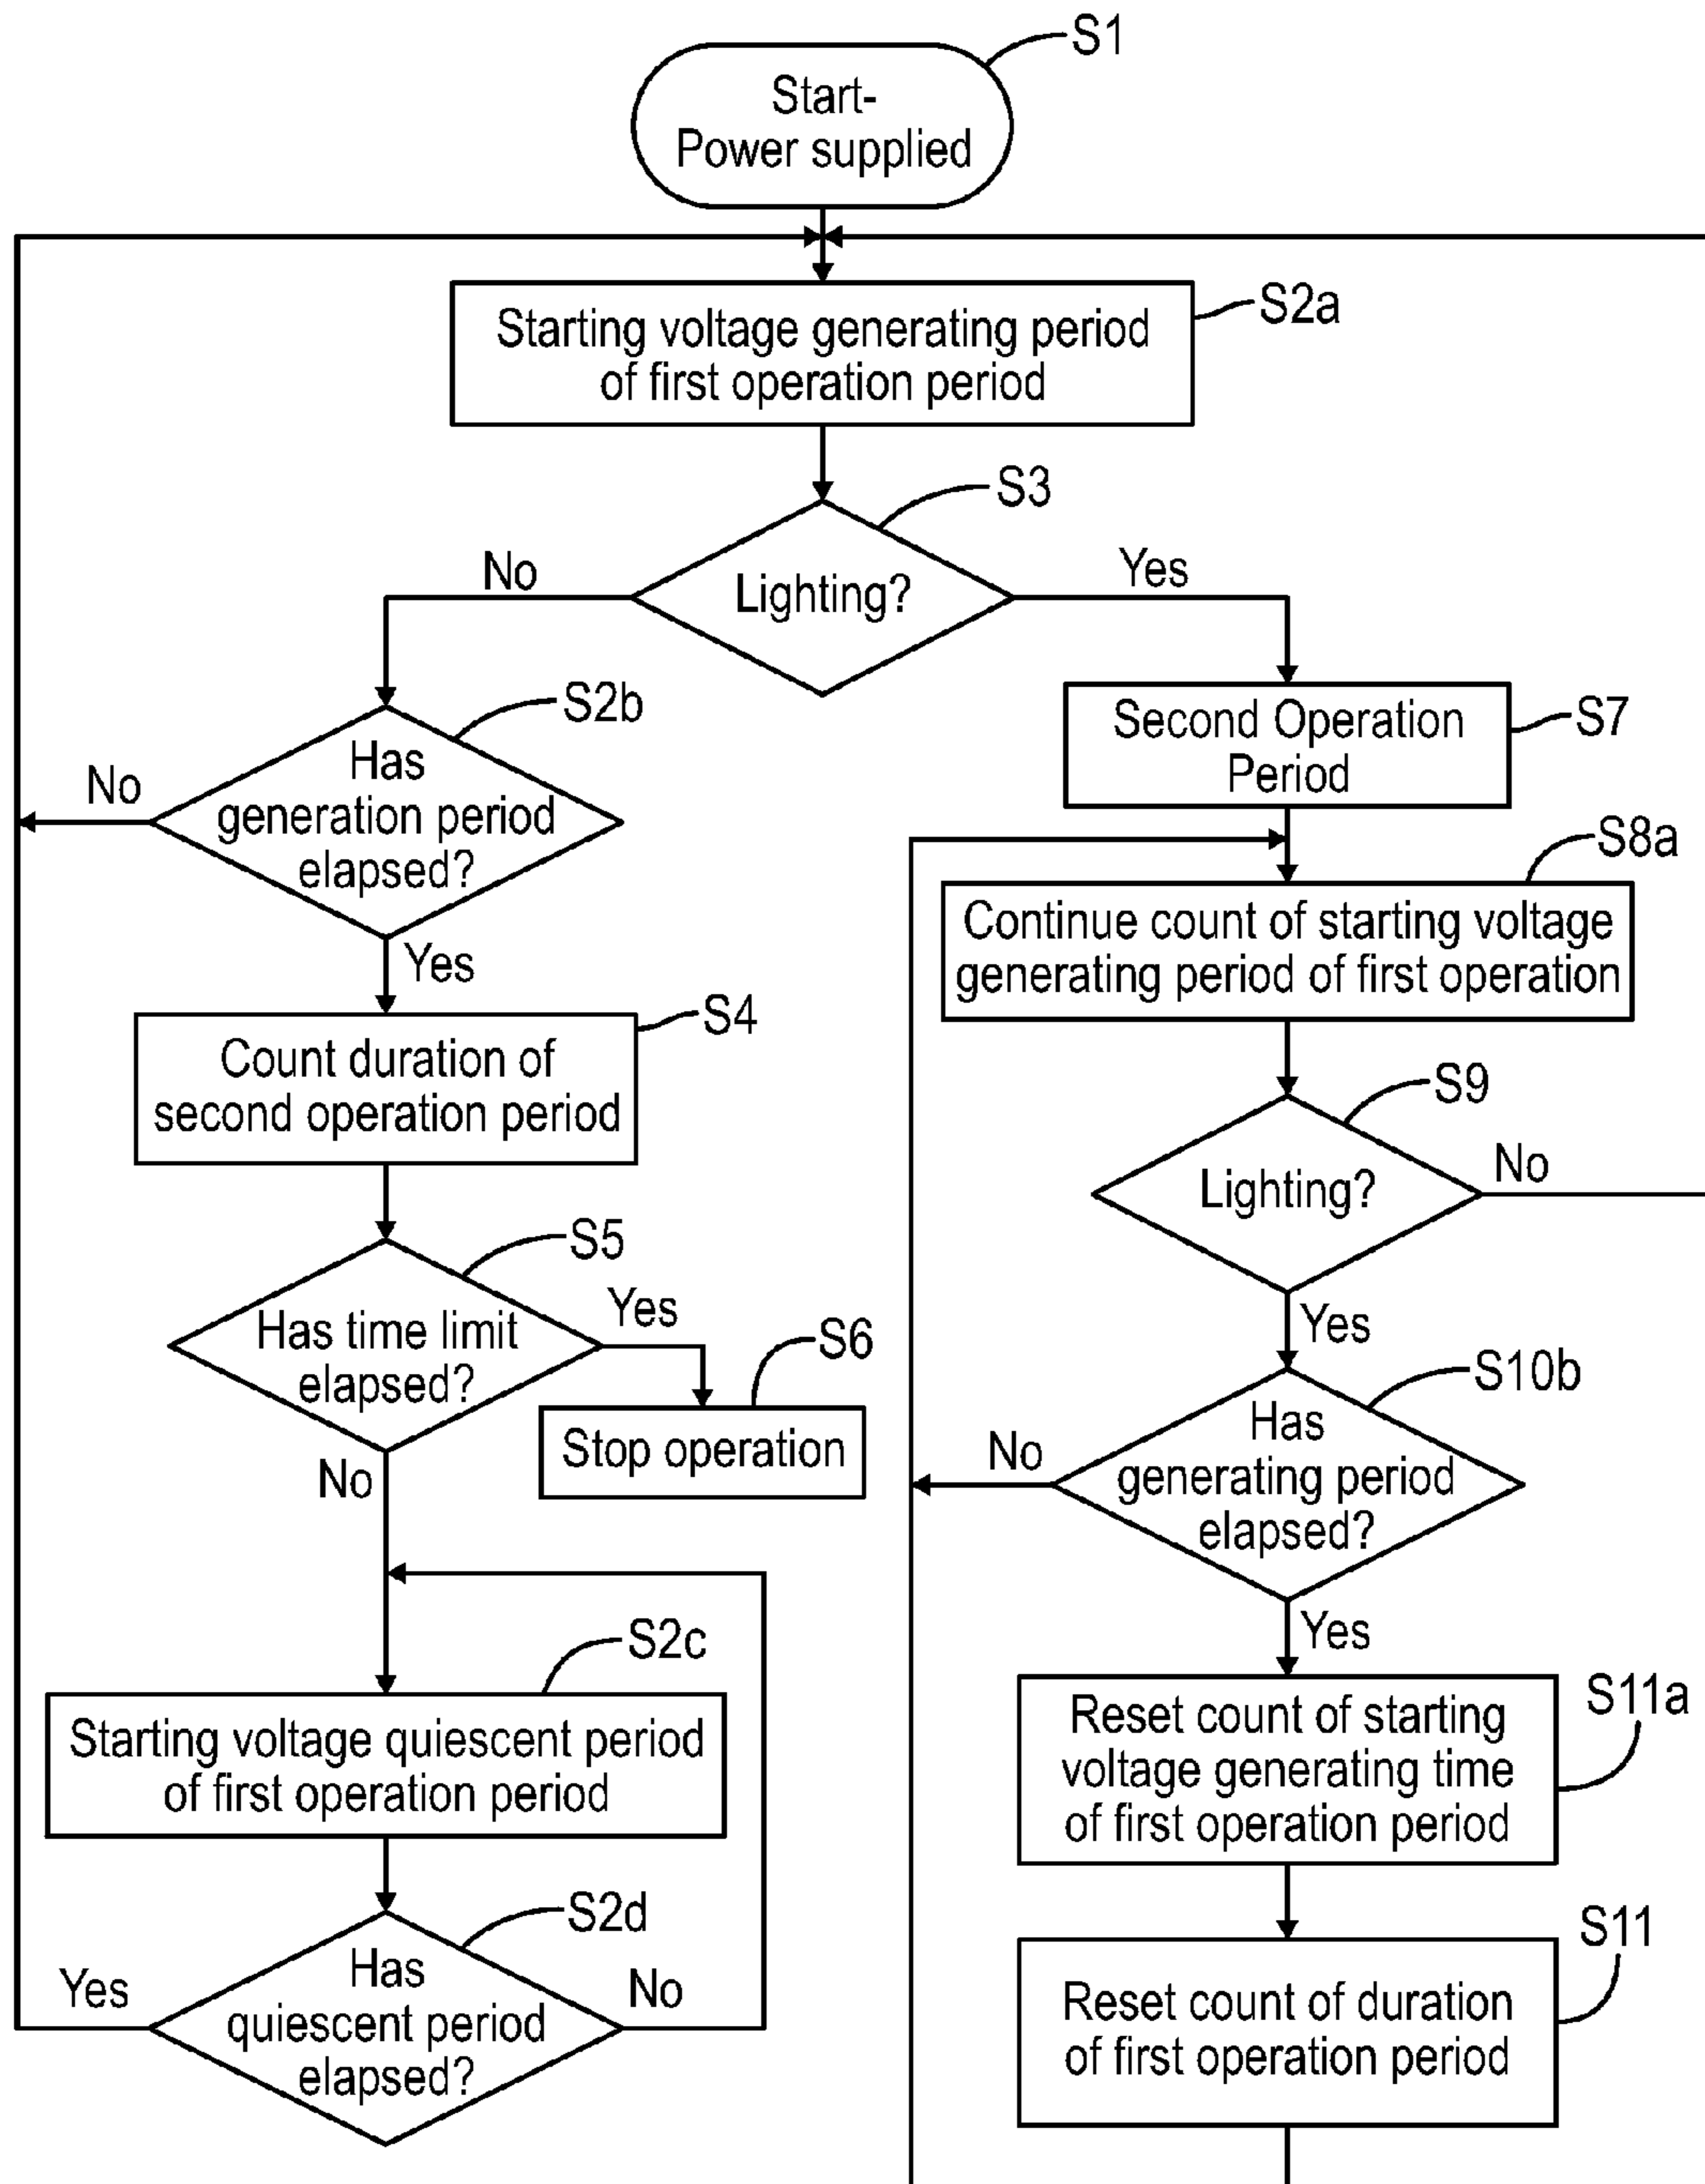 S1
Start-
Power supplied
S2a
Starting voltage generating period
of first operation period
S3
Lighting?
No
Yes
S2b
Has
generation period
elapsed?
No
Yes
S4
Count duration of
second operation period
S5
Has time limit
elapsed?
Yes
S6
Stop operation
No
S2c
Starting voltage quiescent period
of first operation period
S2d
Has
quiescent period
elapsed?
Yes
No
S7
Second Operation
Period
S8a
Continue count of starting voltage
generating period of first operation
S9
Lighting?
No
Yes
S10b
Has
generating period
elapsed?
No
Yes
S11a
Reset count of starting
voltage generating time
of first operation period
S11
Reset count of duration
of first operation period